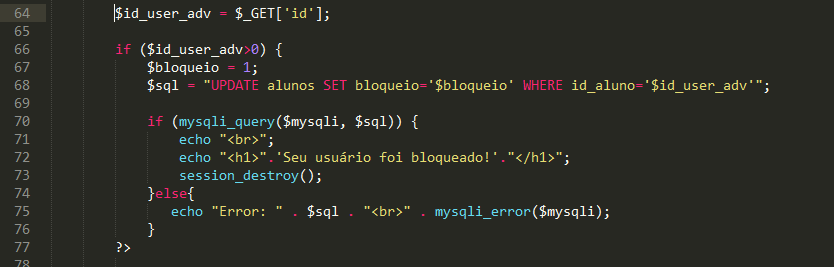 64 $id_user_adv = $_GET['id'];
65
66 if ($id_user_adv>0) {
67 $bloqueio = 1;
68 $sql = "UPDATE alunos SET bloqueio='$bloqueio' WHERE id_aluno='$id_user_adv'";
69
70 if (mysqli_query($mysqli, $sql)) {
71 echo "<br>";
72 echo "<h1>".'Seu usuário foi bloqueado!'."</h1>";
73 session_destroy();
74 }else{
75 echo "Error: " . $sql . "<br>" . mysqli_error($mysqli);
76 }
77 ?>
78